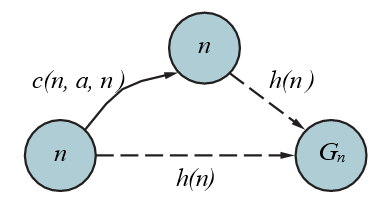 n
c(n, a, n )
h(n )
n
G n
h(n)